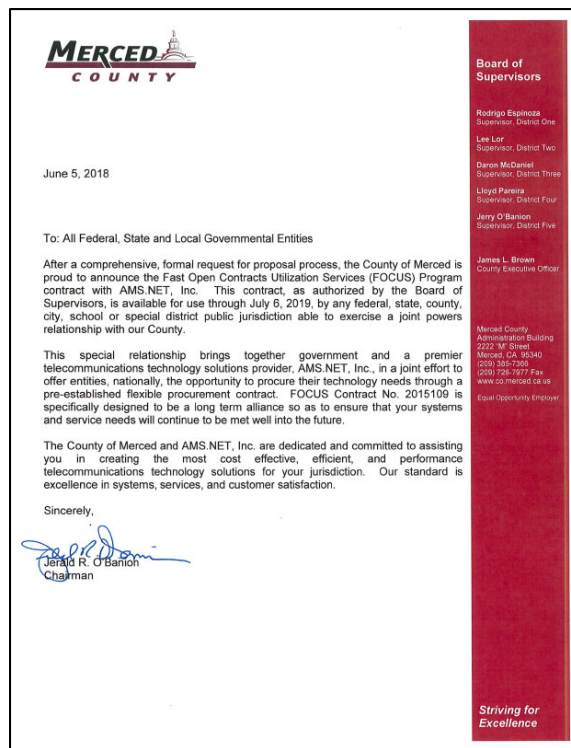 MERCED
COUNTY
June 5, 2018
To: All Federal, State and Local Governmental Entities
After a comprehensive, formal request for proposal process, the County of Merced is
proud to announce the Fast Open Contracts Utilization Services (FOCUS) Program
contract with AMS.NET, Inc. This contract, as authorized by the Board of
Supervisors, is available for use through July 6, 2019, by any federal, state, county,
city, school or special district public jurisdiction able to exercise a joint powers
relationship with our County.
This special relationship brings together government and a premier
telecommunications technology solutions provider, AMS.NET, Inc., in a joint effort to
offer entities, nationally, the opportunity to procure their technology needs through a
pre-established flexible procurement contract. FOCUS Contract No. 2015109 is
specifically designed to be a long term alliance so as to ensure that your systems
and service needs will continue to be met well into the future.
The County of Merced and AMS.NET, Inc. are dedicated and committed to assisting
you in creating the most cost effective, efficient, and performance
telecommunications technology solutions for your jurisdiction. Our standard is
excellence in systems, services, and customer satisfaction.
Sincerely,
Jerald R. O'Banion
Chairman
Board of
Supervisors
Rodrigo Espinoza
Supervisor, District One
Lee Lor
Supervisor, District Two
Daron McDaniel
Supervisor, District Three
Lloyd Pareira
Supervisor, District Four
Jerry O'Banion
Supervisor, District Five
James L. Brown
County Executive Officer
Merced County
Administration Building
2222 "M" Street
Merced, CA 95340
(209) 385-7366
(209) 726-7977 Fax
www.co.merced.ca.us
Equal Opportunity Employer
Striving for
Excellence